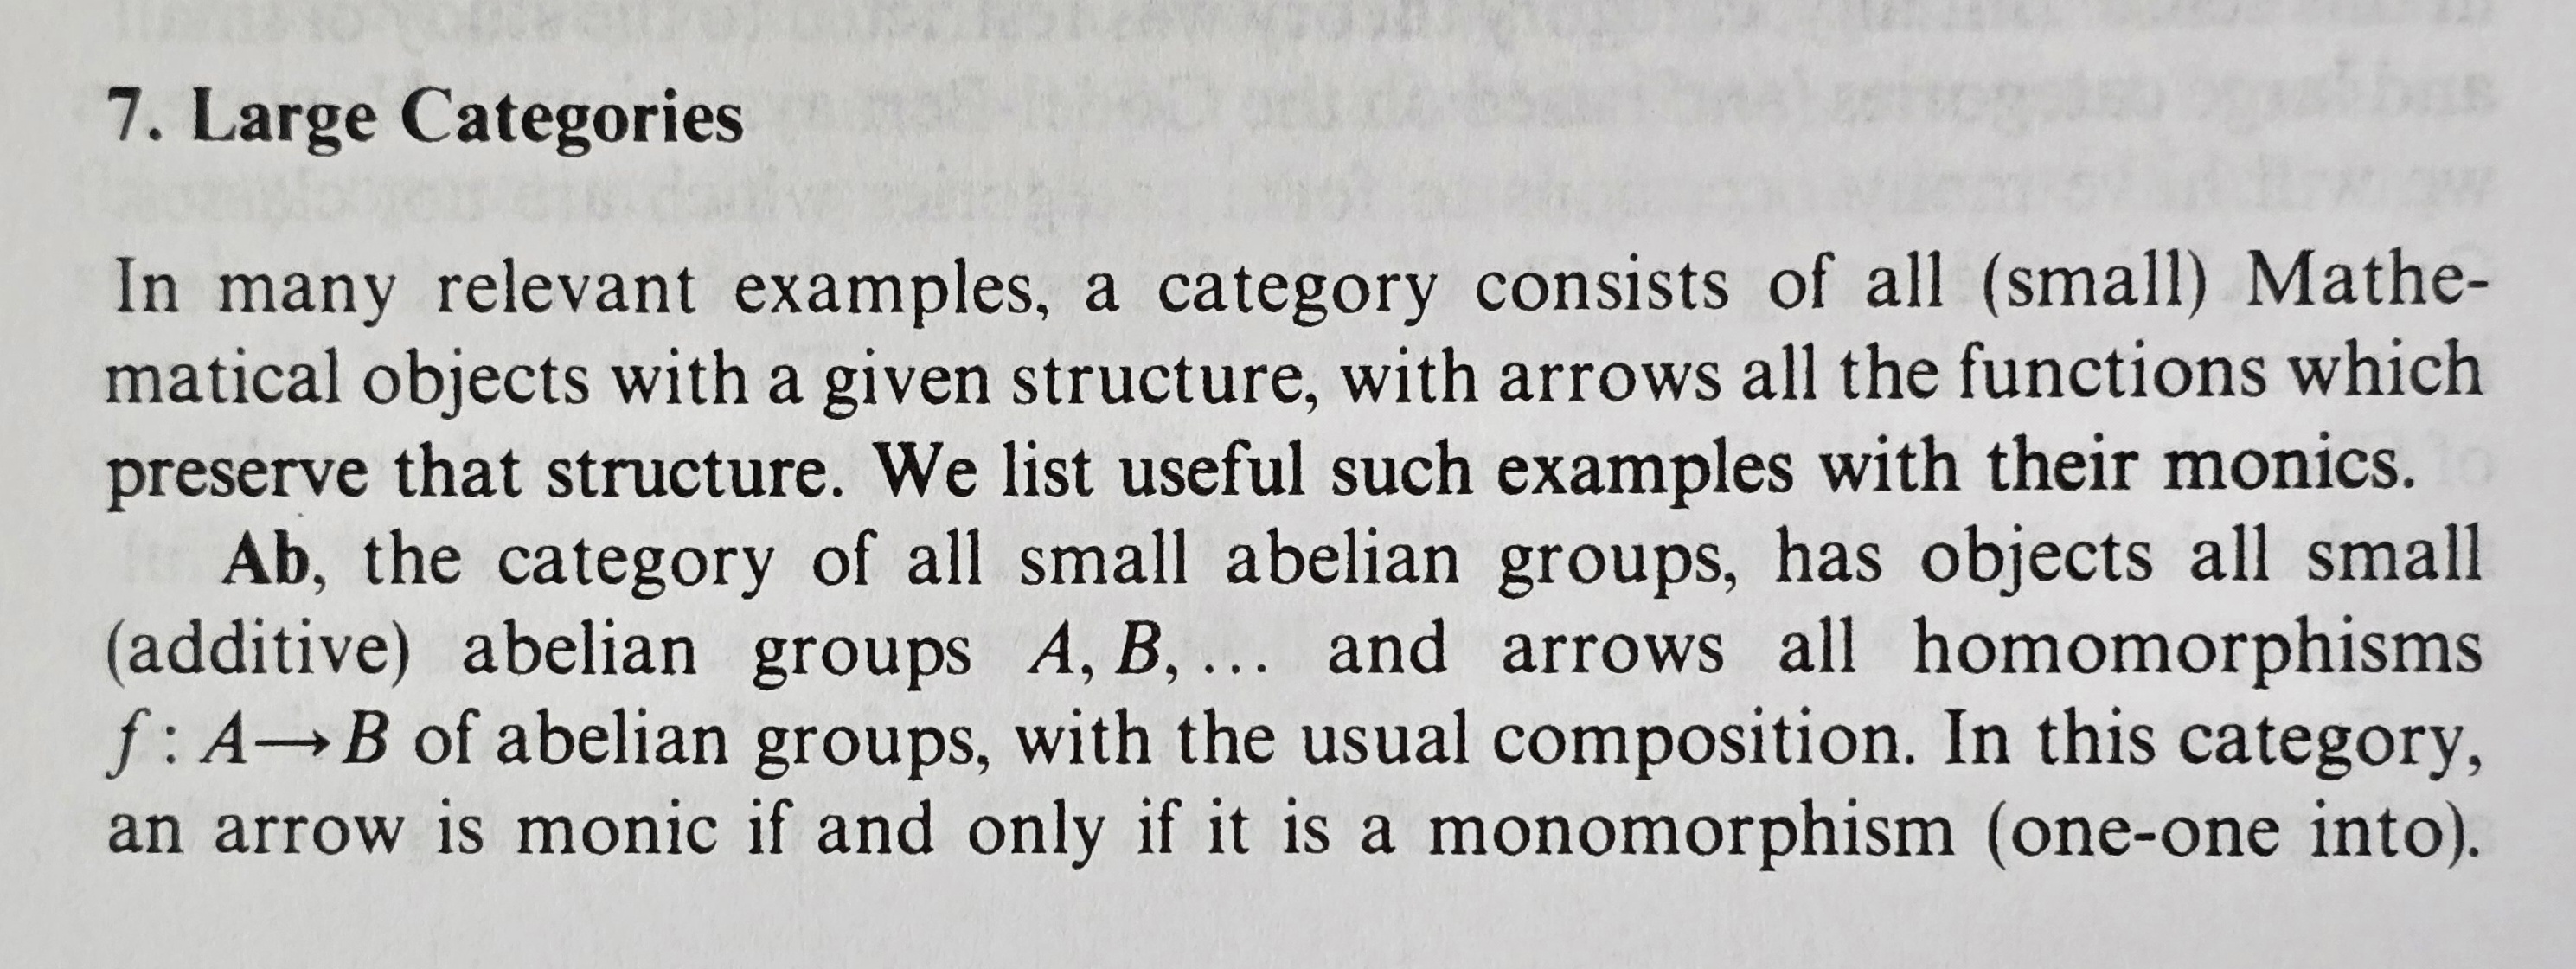 7. Large Categories
In many relevant examples, a category consists of all (small) Mathe-
matical objects with a given structure, with arrows all the functions which
preserve that structure. We list useful such examples with their monics.
Ab, the category of all small abelian groups, has objects all small
(additive) abelian groups A, B, ... and arrows all homomorphisms
f : A→B of abelian groups, with the usual composition. In this category,
an arrow is monic if and only if it is a monomorphism (one-one into).